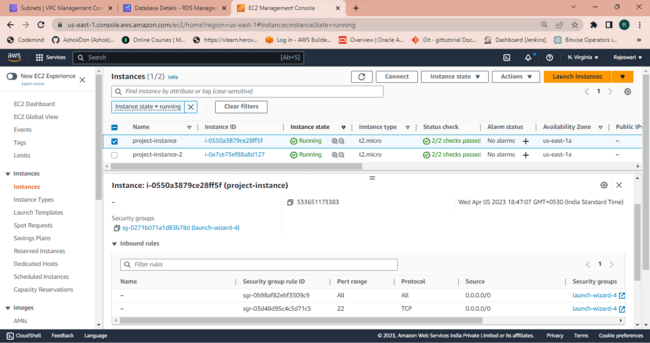 Subnets | VPC Management Con
Database Details - RDS Manage
EC2 Management Console
us-east-1.console.aws.amazon.com/ec2/home?region=us-east-1#Instances:instanceState=running
Codemind
AshokDon (AshokD...
Online Courses | M...
https://vlearn.herov...
Log in - AWS Builde...
Overview | Oracle A...
Git - gittutorial Doc...
Dashboard [Jenkins]
Bitwise Operators i...
aws
Services
Search
[Alt+S]
N. Virginia
Rajeswari
New EC2 Experience
Learn more
EC2 Dashboard
EC2 Global View
Events
Tags
Limits
Instances
Instances
Instance Types
Launch Templates
Spot Requests
Savings Plans
Reserved Instances
Dedicated Hosts
Scheduled Instances
Capacity Reservations
Images
AMIs
Instances (1/2) Info
Connect
Instance state
Actions
Launch instances
Find instance by attribute or tag (case-sensitive)
1
Instance state = running
Clear filters
Name Instance ID Instance state Instance type Status check Alarm status Availability Zone Public IP
project-instance i-0550a3879ce28ff5f Running t2.micro 2/2 checks passed No alarms + us-east-1a –
project-instance-2 i-0a7ce75ef88a8d127 Running t2.micro 2/2 checks passed No alarms + us-east-1a –
Instance: i-0550a3879ce28ff5f (project-instance)
–
533651173383
Wed Apr 05 2023 18:47:07 GMT+0530 (India Standard Time)
Security groups
sg-0271b071a1d83b78d (launch-wizard-4)
Inbound rules
Filter rules
1
Name Security group rule ID Port range Protocol Source Security groups
– sgr-0b98af82ebf3509c9 All All 0.0.0.0/0 launch-wizard-4
– sgr-03d48d95c4c5d71c5 22 TCP 0.0.0.0/0 launch-wizard-4
CloudShell
Feedback
Language
© 2023, Amazon Web Services India Private Limited or its affiliates.
Privacy
Terms
Cookie preferences